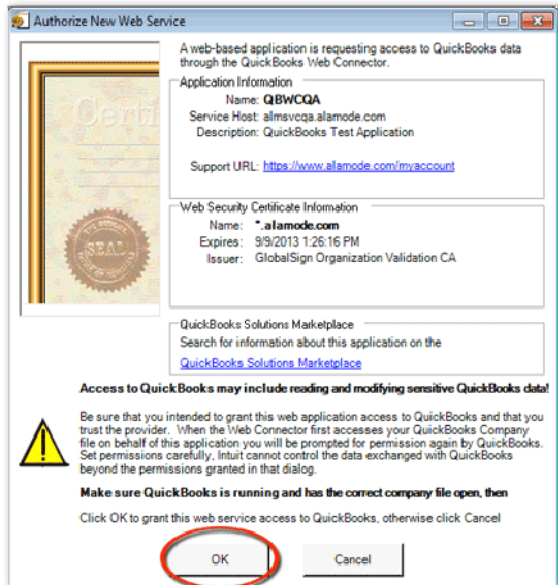 Authorize New Web Service
A web-based application is requesting access to QuickBooks data
through the QuickBooks Web Connector.
Application Information
Name: QBWCQA
Service Host: allmsvcqa.alamode.com
Description: QuickBooks Test Application
Support URL: https://www.allamode.com/myaccount
Web Security Certificate Information
Name: *.alamode.com
Expires: 9/9/2013 1:26:16 PM
Issuer: GlobalSign Organization Validation CA
QuickBooks Solutions Marketplace
Search for information about this application on the
QuickBooks Solutions Marketplace
Certi
SEAL
Access to QuickBooks may include reading and modifying sensitive QuickBooks data!
Be sure that you intended to grant this web application access to QuickBooks and that you
trust the provider. When the Web Connector first accesses your QuickBooks Company
file on behalf of this application you will be prompted for permission again by QuickBooks.
Set permissions carefully, Intuit cannot control the data exchanged with QuickBooks
beyond the permissions granted in that dialog.
Make sure QuickBooks is running and has the correct company file open, then
Click OK to grant this web service access to QuickBooks, otherwise click Cancel
OK
Cancel